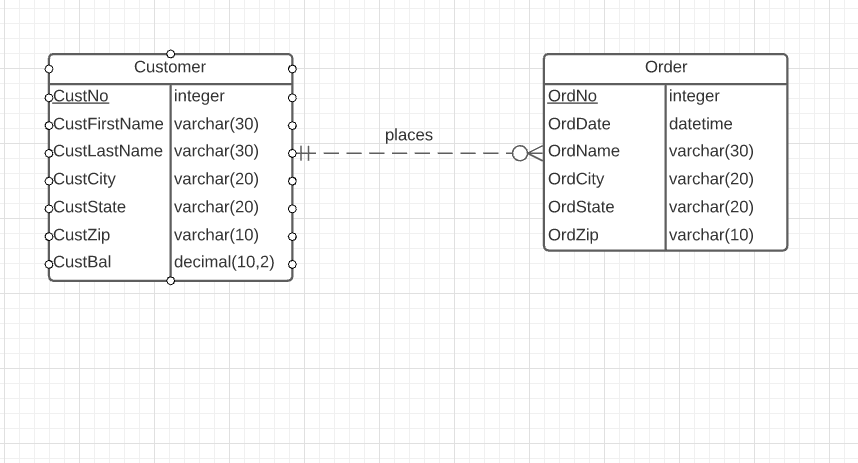 Customer
CustNo integer
CustFirstName varchar(30)
CustLastName varchar(30)
CustCity varchar(20)
CustState varchar(20)
CustZip varchar(10)
CustBal decimal(10,2)
places
Order
OrdNo integer
OrdDate datetime
OrdName varchar(30)
OrdCity varchar(20)
OrdState varchar(20)
OrdZip varchar(10)